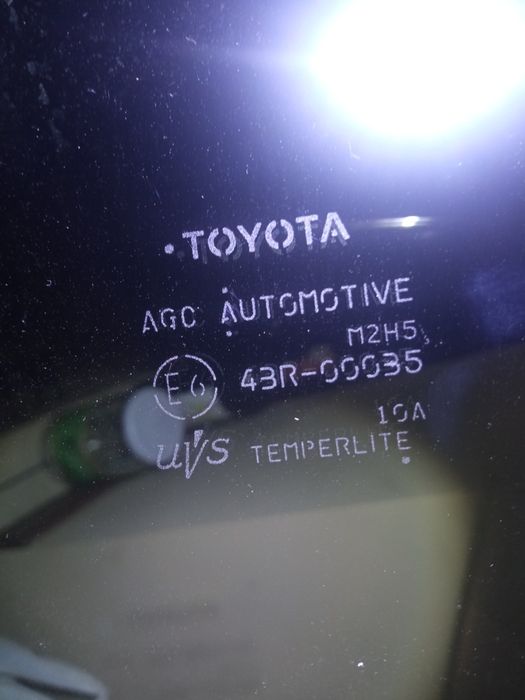 TOYOTA
AGC AUTOMOTIVE
M2H5
E6 43R-00035
10A
uvs TEMPERLITE